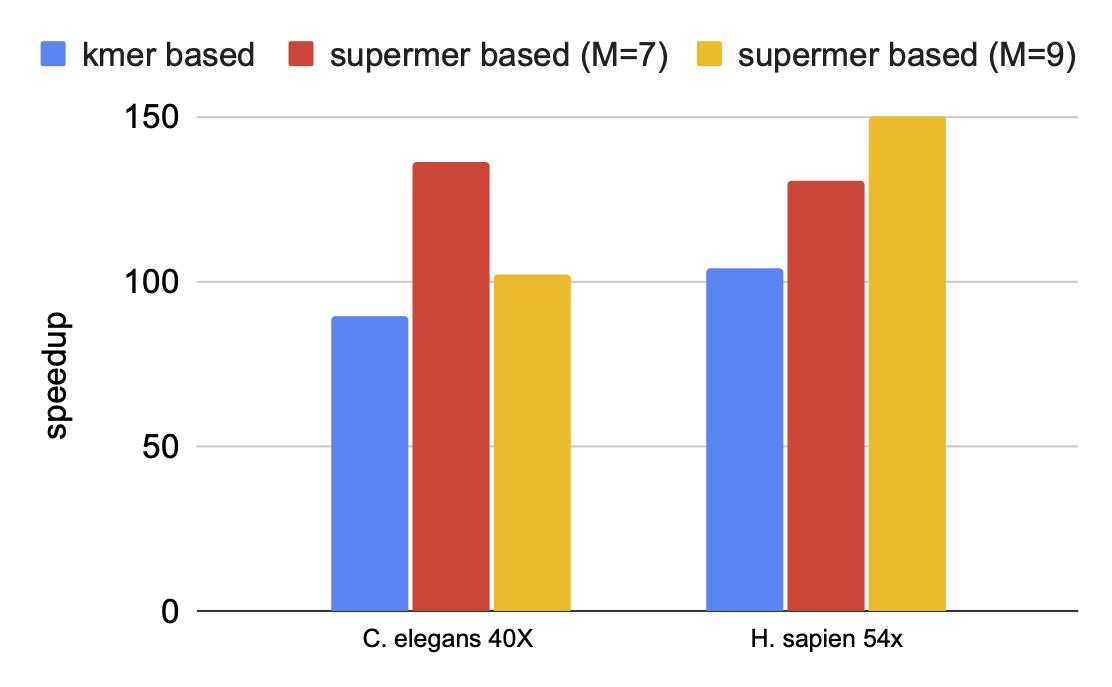 kmer based supermer based (M=7) supermer based (M=9)
150
100
50
0
speedup
C. elegans 40X H. sapien 54x